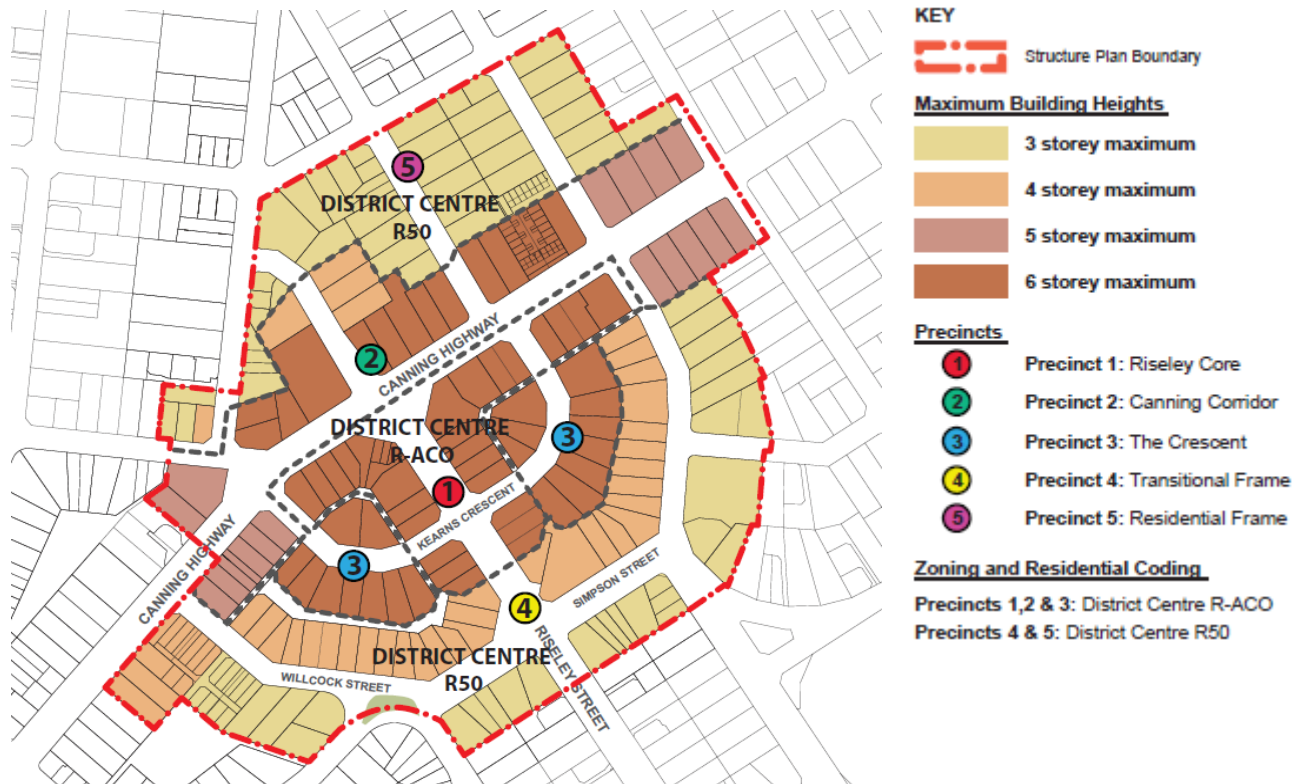 5
DISTRICT CENTRE
R50
2
CANNING HIGHWAY
DISTRICT CENTRE
R-ACO
3
1
KEARNS CRESCENT
CANNING HIGHWAY
3
SIMPSON STREET
4
RISELEY STREET
DISTRICT CENTRE
R50
WILLCOCK STREET
KEY
Structure Plan Boundary
Maximum Building Heights
3 storey maximum
4 storey maximum
5 storey maximum
6 storey maximum
Precincts
1 Precinct 1: Riseley Core
2 Precinct 2: Canning Corridor
3 Precinct 3: The Crescent
4 Precinct 4: Transitional Frame
5 Precinct 5: Residential Frame
Zoning and Residential Coding
Precincts 1,2 & 3: District Centre R-ACO
Precincts 4 & 5: District Centre R50